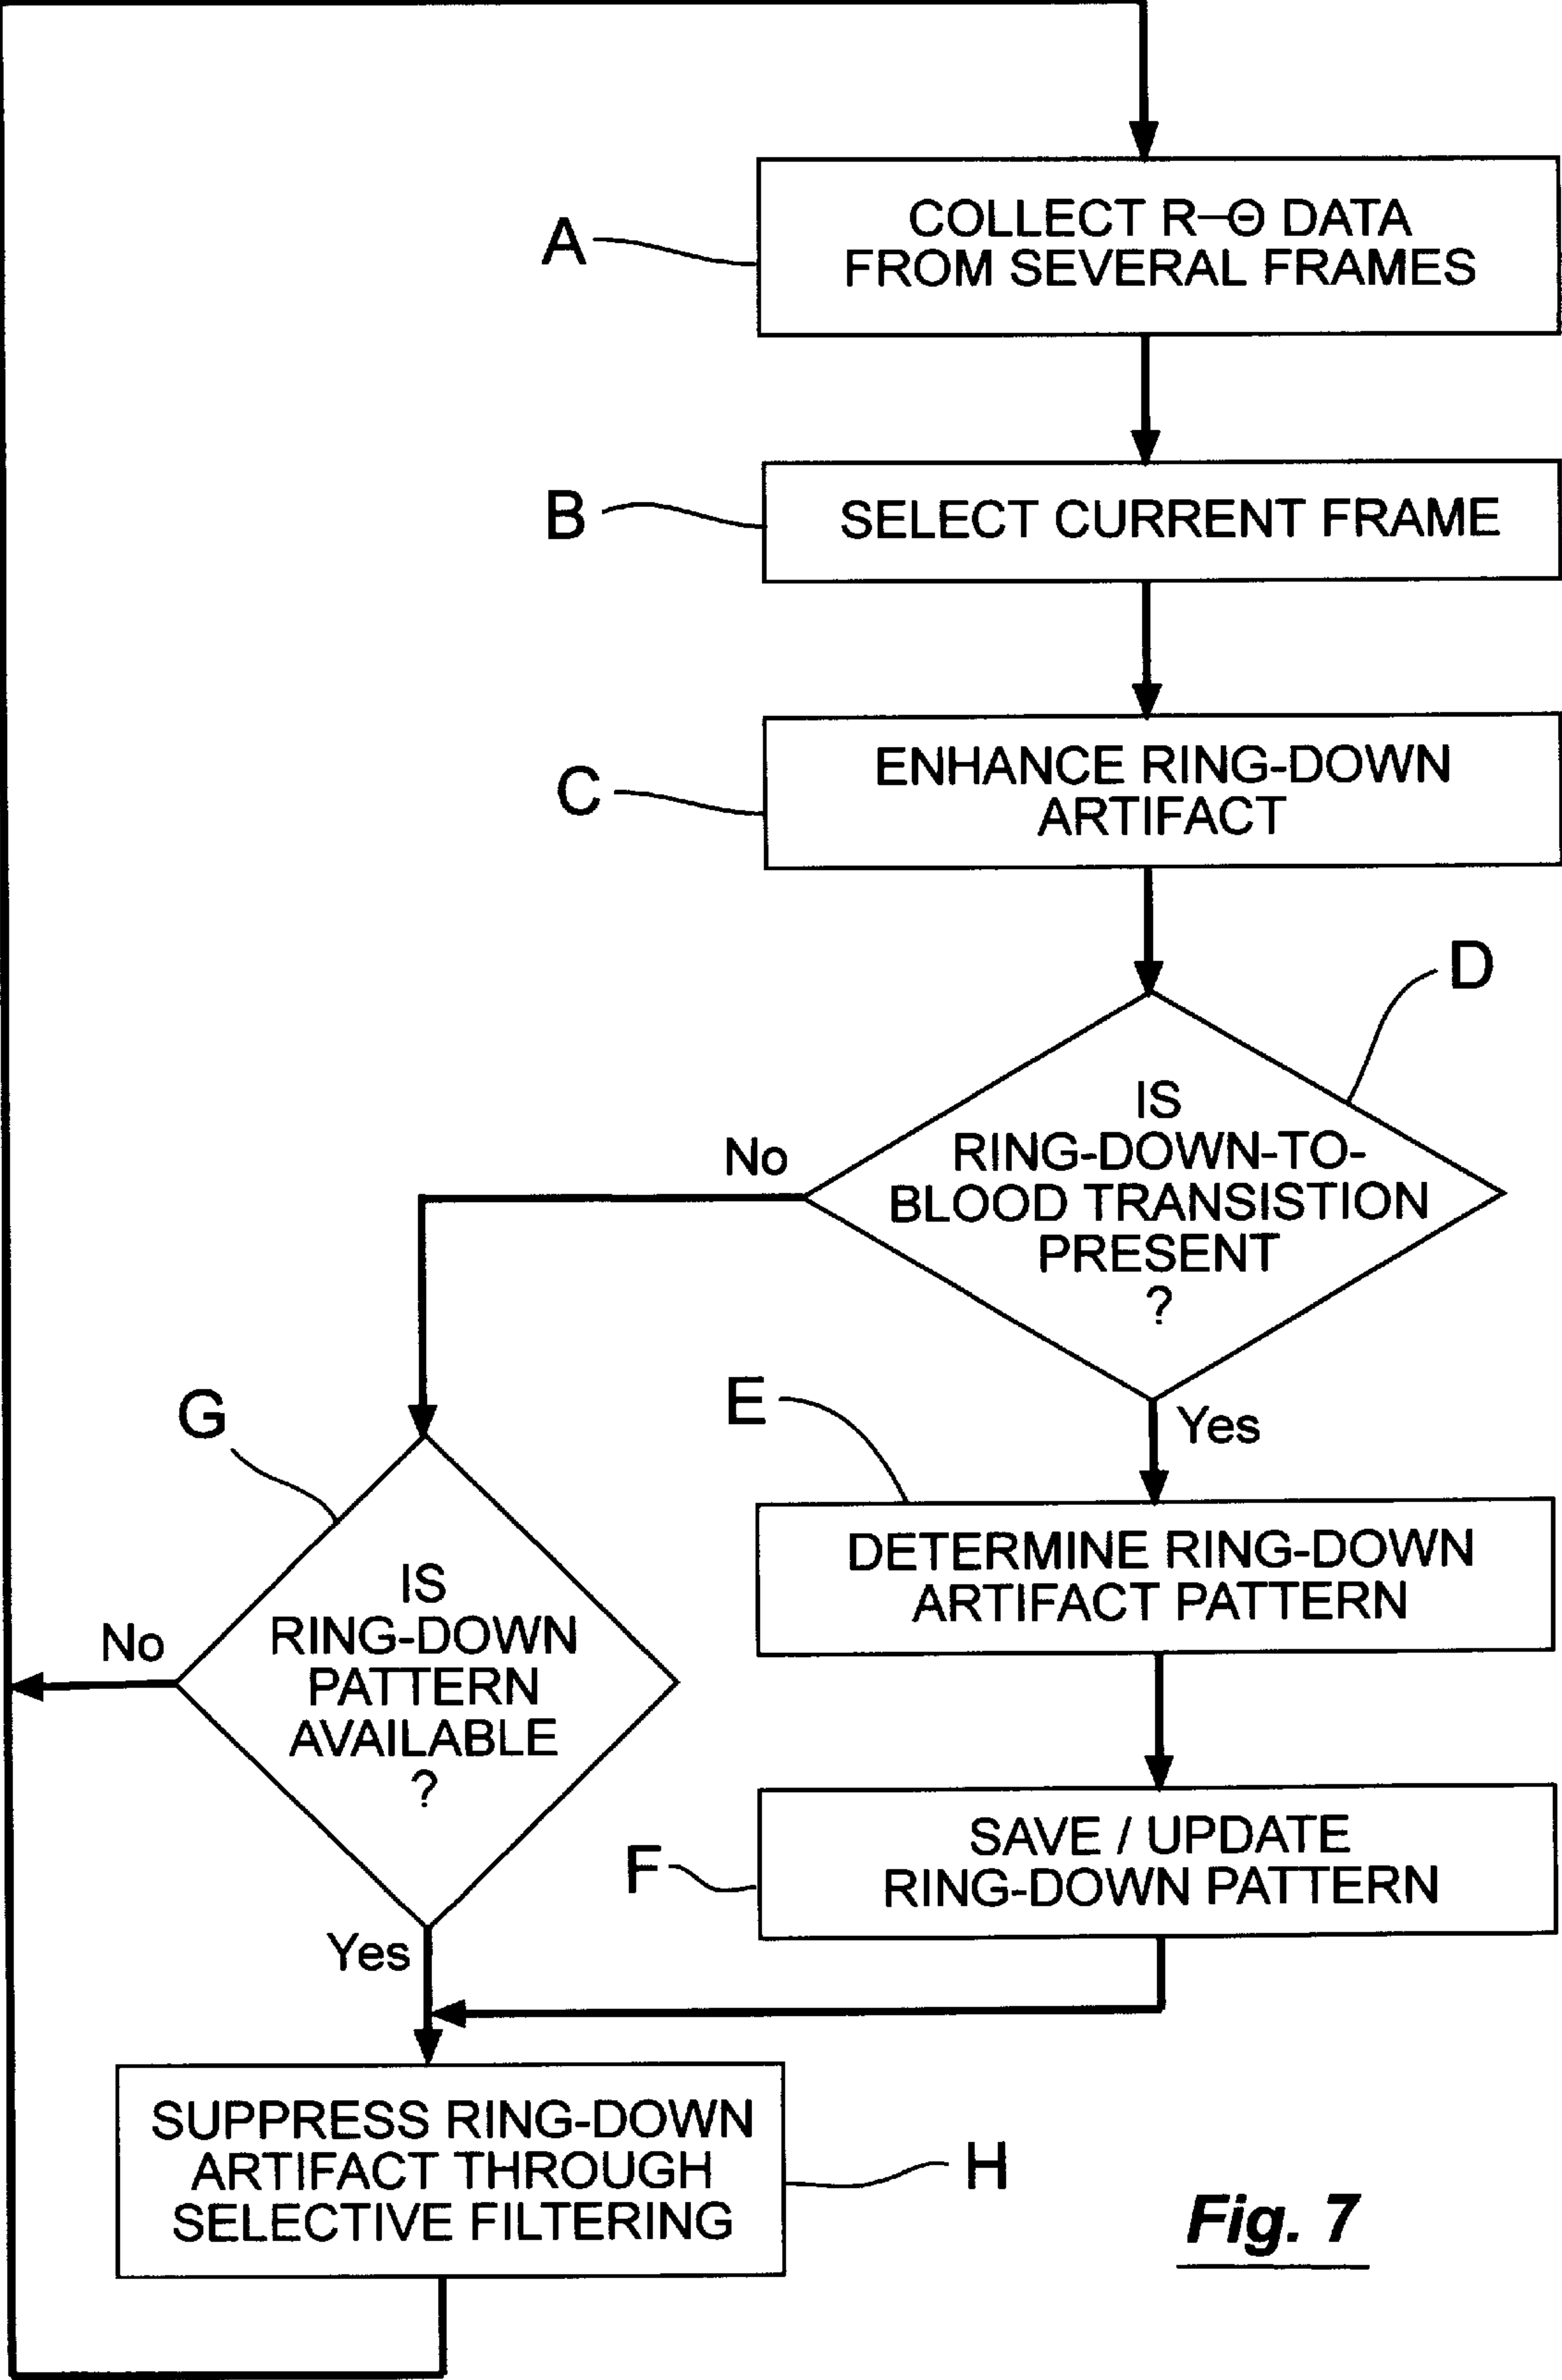 A
COLLECT R–Θ DATA
FROM SEVERAL FRAMES
B
SELECT CURRENT FRAME
C
ENHANCE RING-DOWN
ARTIFACT
D
IS
RING-DOWN-TO-
BLOOD TRANSISTION
PRESENT
?
No
Yes
E
DETERMINE RING-DOWN
ARTIFACT PATTERN
G
IS
RING-DOWN
PATTERN
AVAILABLE
?
No
Yes
F
SAVE / UPDATE
RING-DOWN PATTERN
SUPPRESS RING-DOWN
ARTIFACT THROUGH
SELECTIVE FILTERING
H
Fig. 7